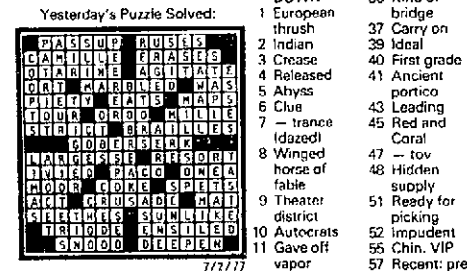 Yesterday's Puzzle Solved:
PASSUP RUSSS
CAMILLE ERASES
OTARINE AGITATE
ORT MARBLED WAS
PIETY EATS MAPS
TOUR ORDO MILLE
STRICT BRAILLES
GOBERSERK
LARGESSE RESORT
INTEO PACO ONEA
MOOR COKE SPETS
ACT CRUSADE MAT
SEETHES SUNLIKE
TRIODE ENSILED
SNOOD DEEPEN
7/7/77
1 European
thrush
2 Indian
3 Crease
4 Released
5 Abyss
6 Clue
7 — trance
(dazed)
8 Winged
horse of
fable
9 Theater
district
10 Autocrats
11 Gave off
vapor
bridge
37 Carry on
39 Ideal
40 First grade
41 Ancient
portico
43 Leading
45 Red and
Coral
47 — tov
48 Hidden
supply
51 Ready for
picking
52 Impudent
55 Chin. VIP
57 Recent: pre